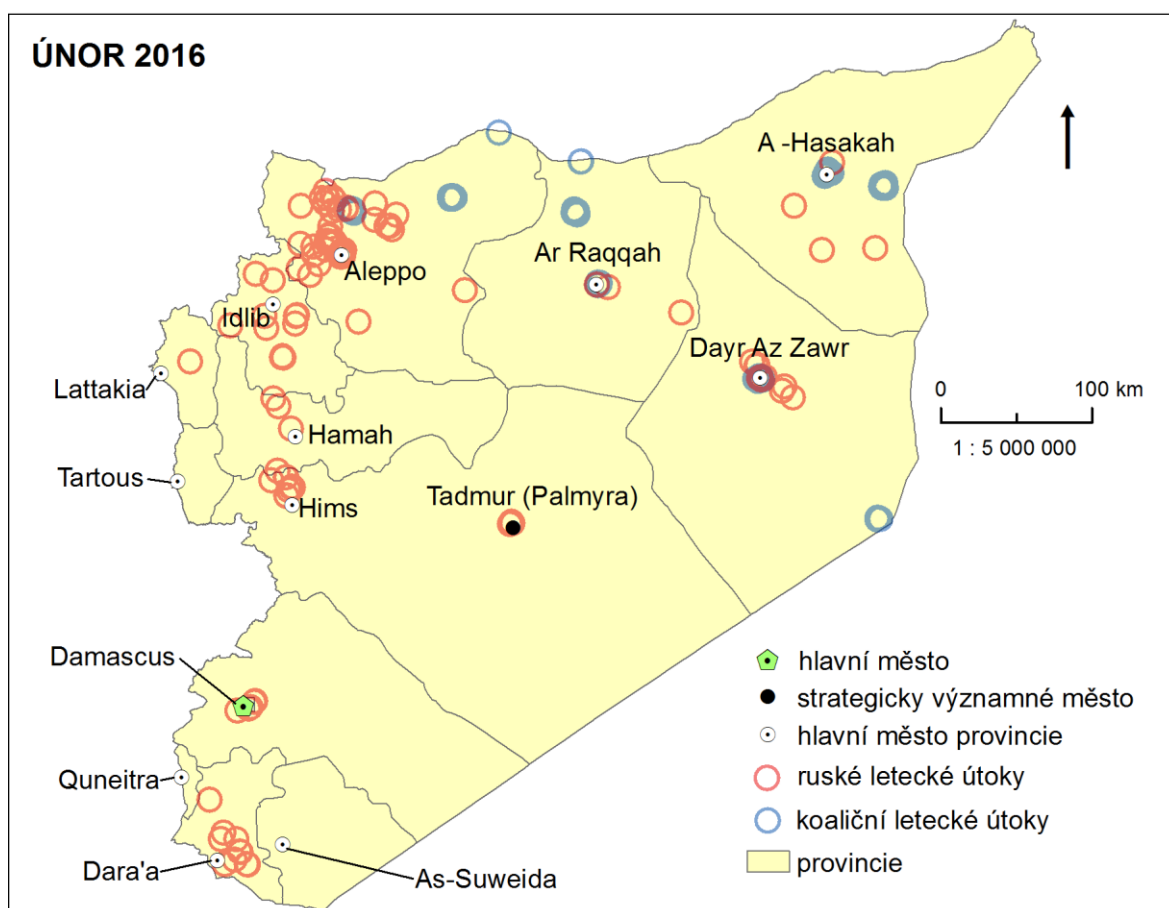 ÚNOR 2016
A -Hasakah
Ar Raqqah
Aleppo
Idlib
Dayr Az Zawr
Lattakia
0 100 km
1 : 5 000 000
Hamah
Tartous
Tadmur (Palmyra)
Hims
Damascus
hlavní město
strategicky významné město
hlavní město provincie
Quneitra
ruské letecké útoky
koaliční letecké útoky
Dara'a
As-Suweida
provincie